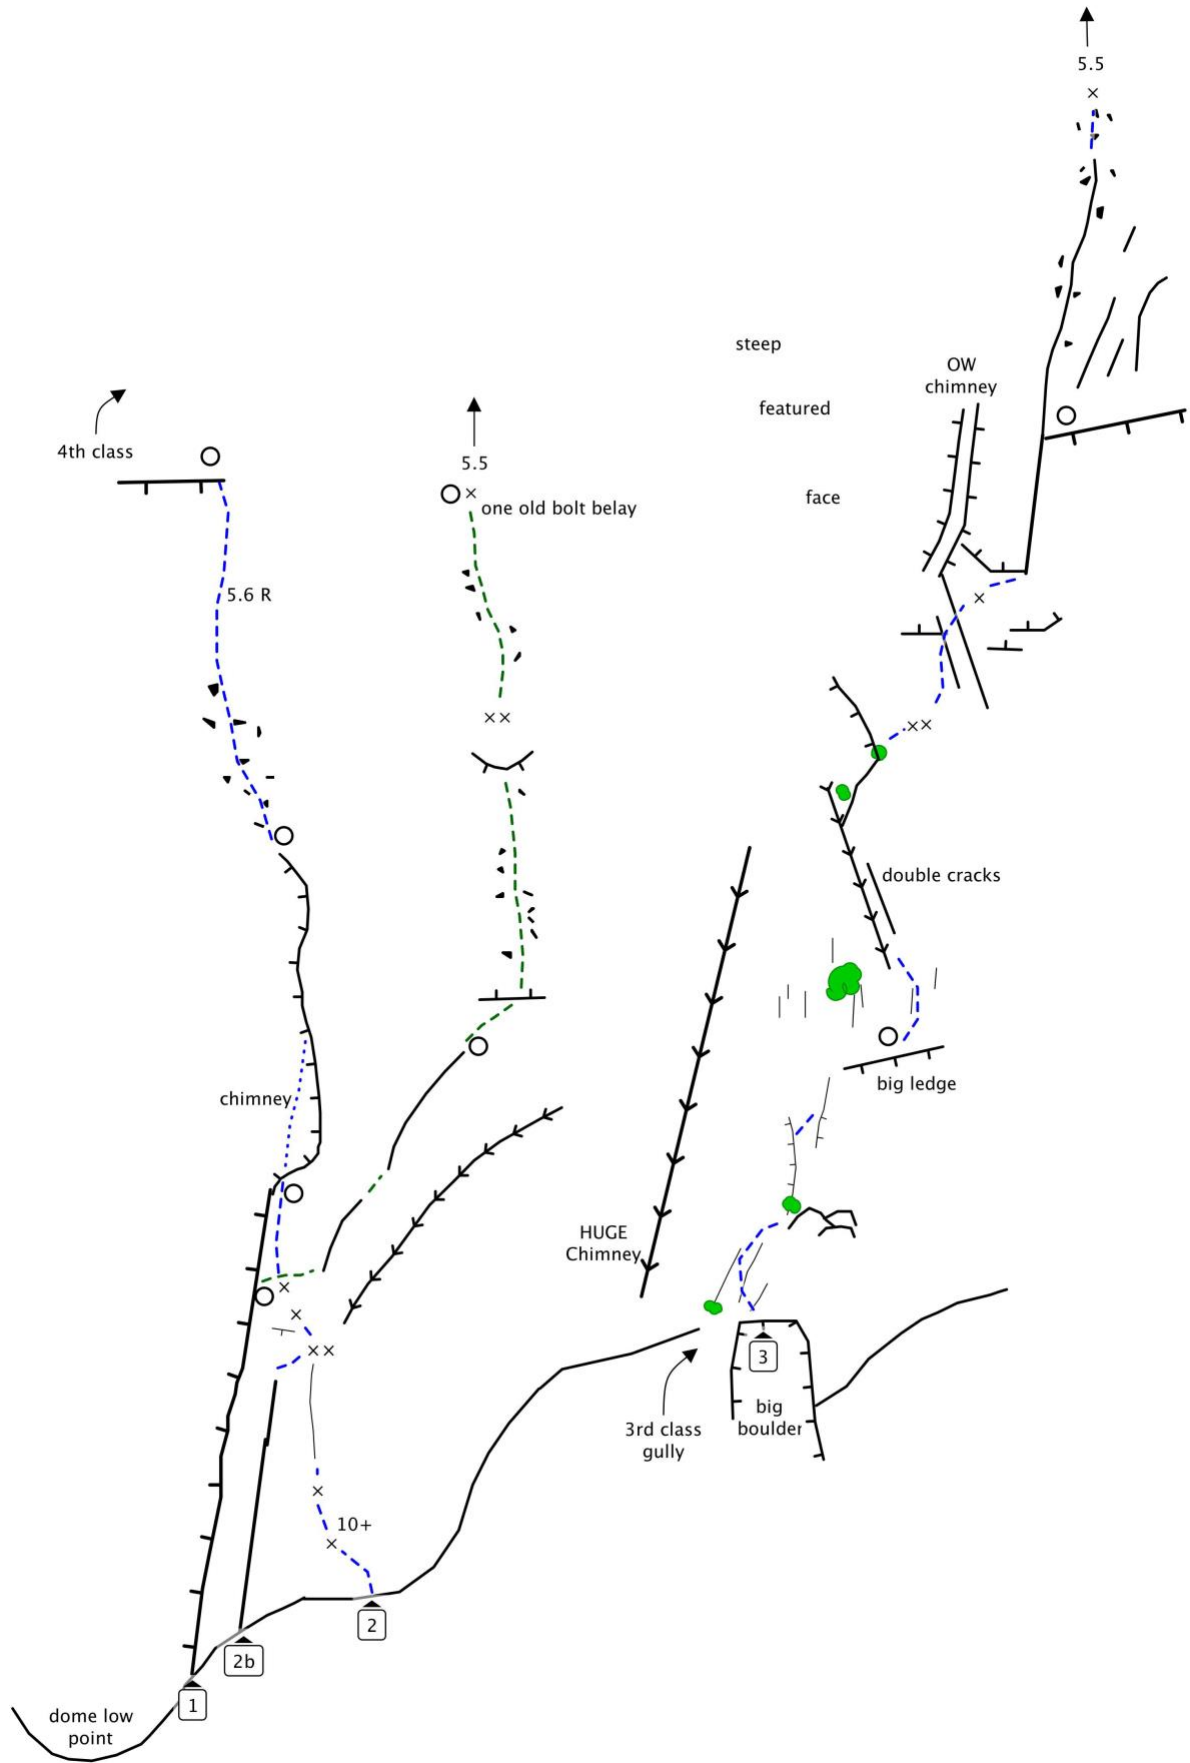 5.5
steep
OW
chimney
featured
4th class
5.5
face
one old bolt belay
5.6 R
double cracks
big ledge
chimney
HUGE
Chimney
3
big
boulder
3rd class
gully
10+
2
2b
1
dome low
point